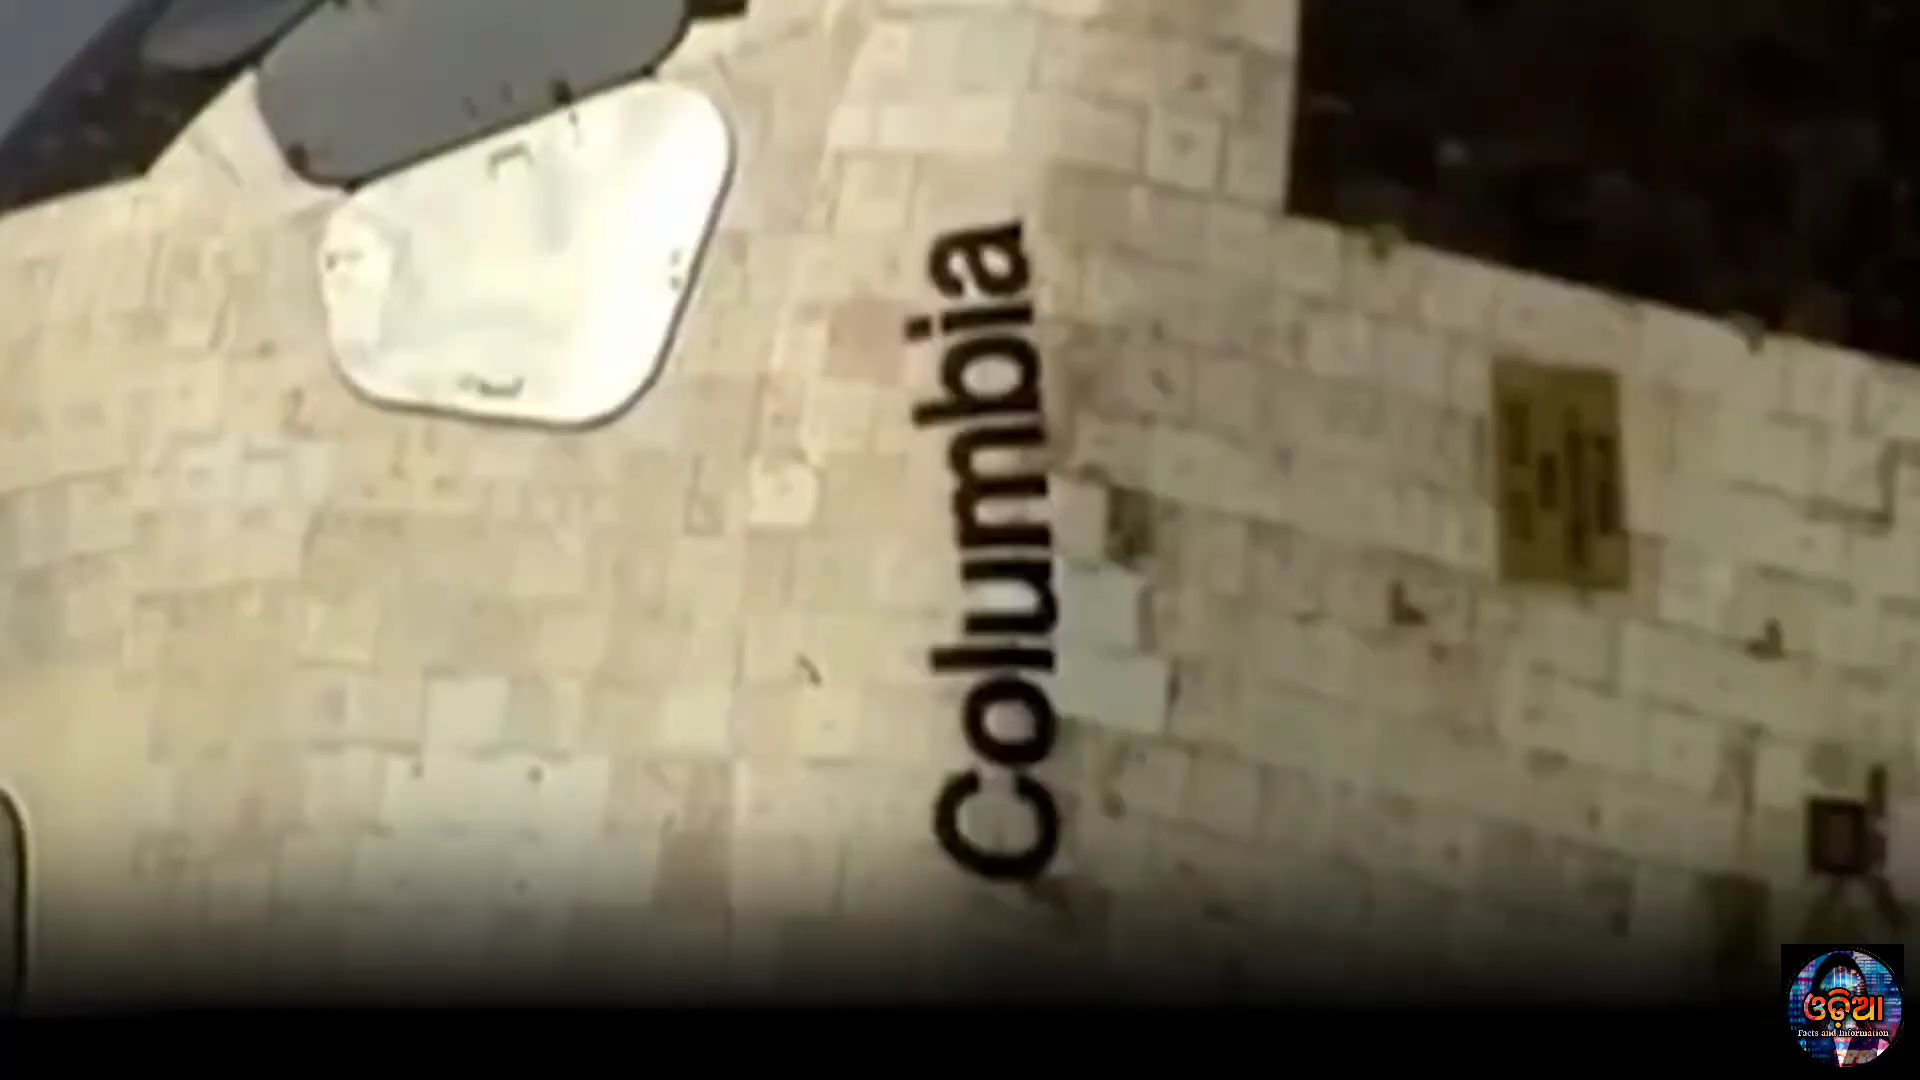 Columbia
ଓଡ଼ିଆ
Facts and Information